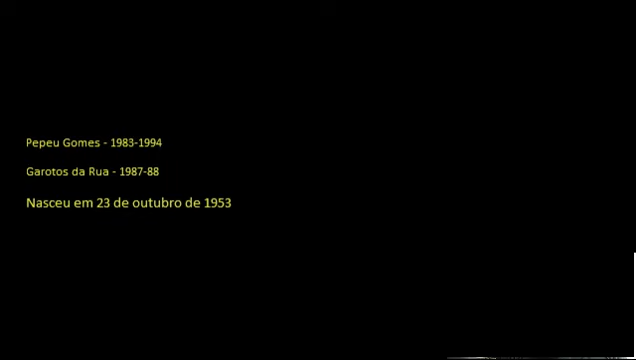 Pepeu Gomes - 1983-1994
Garotos da Rua - 1987-88
Nasceu em 23 de outubro de 1953